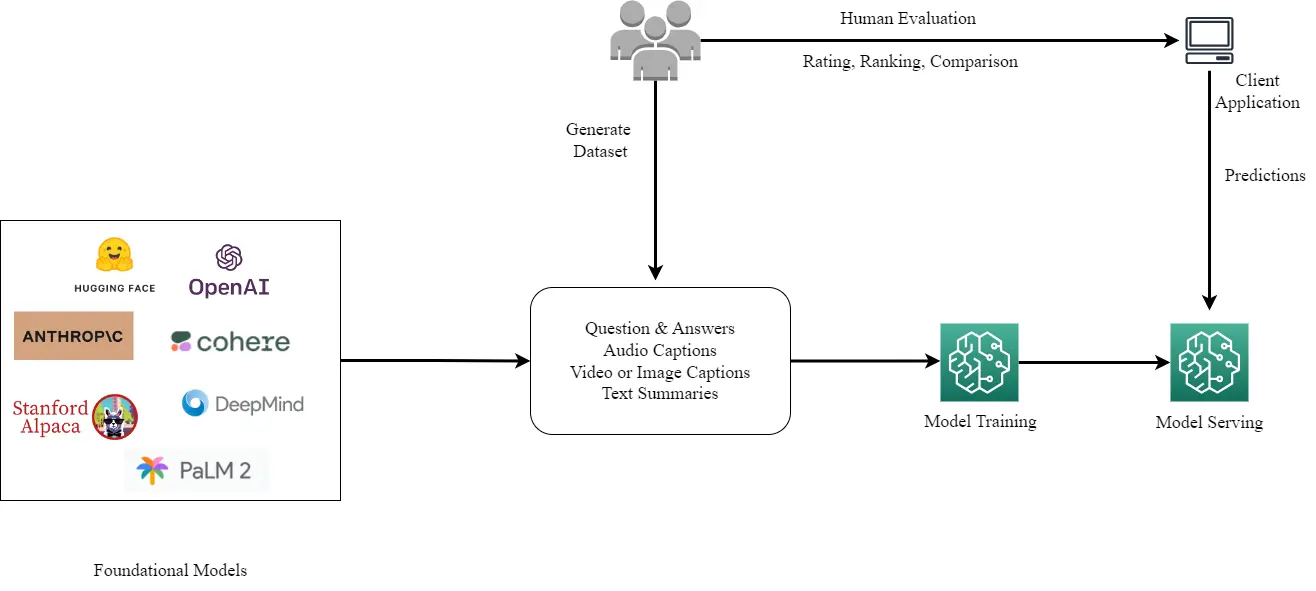 Human Evaluation
Rating, Ranking, Comparison
Client
Application
Generate
Dataset
Predictions
HUGGING FACE
OpenAI
ANTHROP\C
cohere
Stanford
Alpaca
DeepMind
PaLM 2
Question & Answers
Audio Captions
Video or Image Captions
Text Summaries
Model Training
Model Serving
Foundational Models